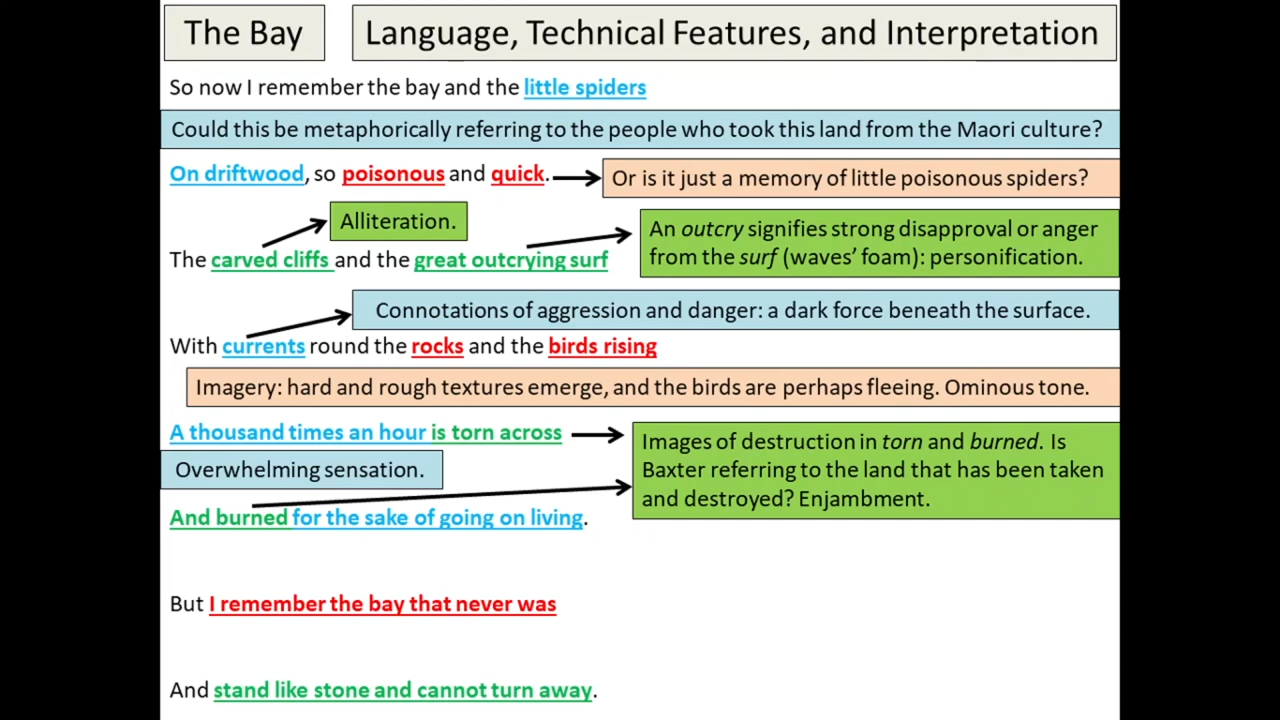 The Bay
Language, Technical Features, and Interpretation
So now I remember the bay and the little spiders
Could this be metaphorically referring to the people who took this land from the Maori culture?
On driftwood, so poisonous and quick.
Or is it just a memory of little poisonous spiders?
Alliteration.
An outcry signifies strong disapproval or anger
from the surf (waves’ foam): personification.
The carved cliffs and the great outcrying surf
Connotations of aggression and danger: a dark force beneath the surface.
With currents round the rocks and the birds rising
Imagery: hard and rough textures emerge, and the birds are perhaps fleeing. Ominous tone.
A thousand times an hour is torn across
Images of destruction in torn and burned. Is
Baxter referring to the land that has been taken
and destroyed? Enjambment.
Overwhelming sensation.
And burned for the sake of going on living.
But I remember the bay that never was
And stand like stone and cannot turn away.